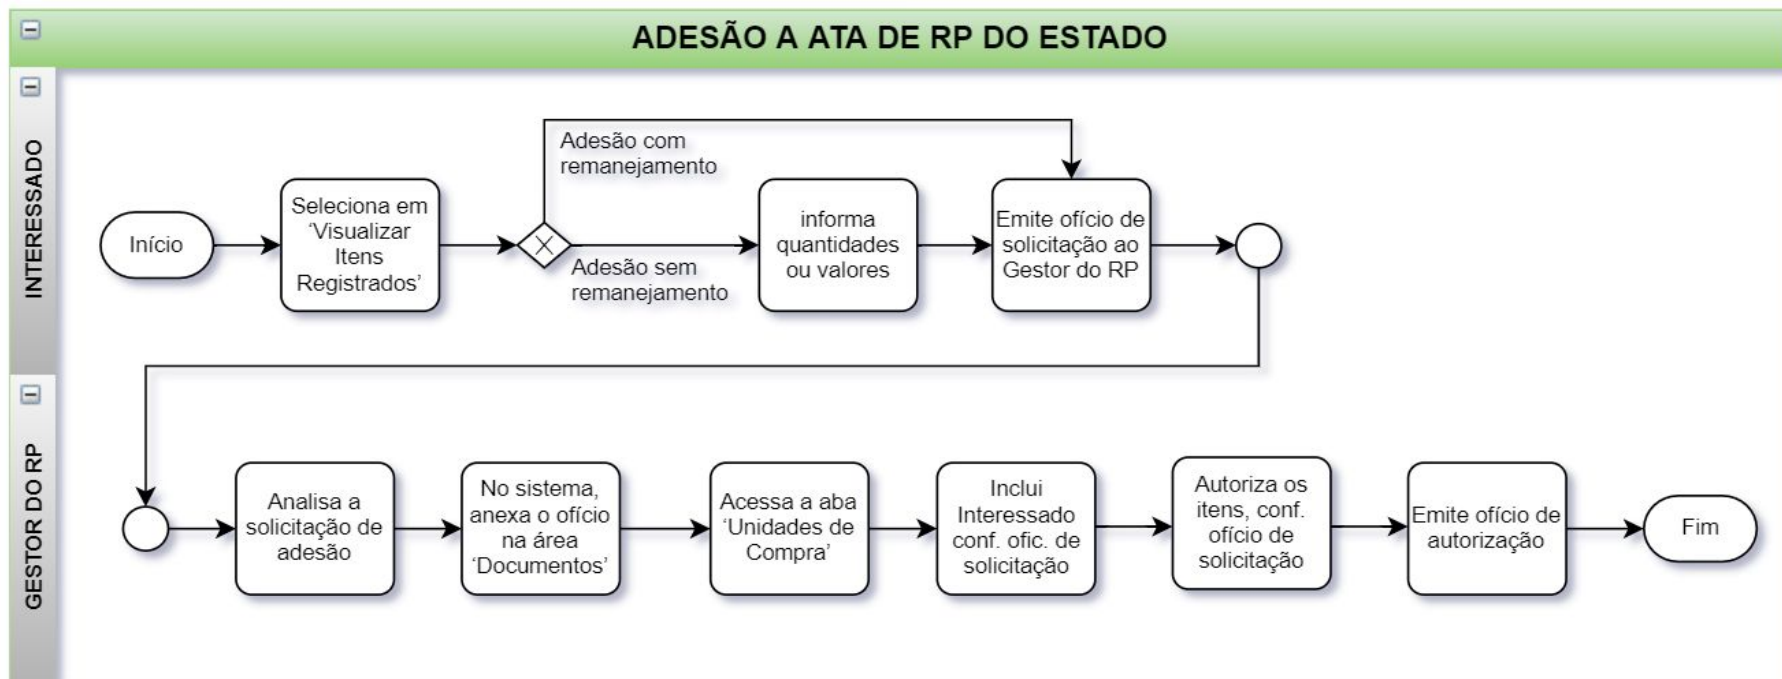 ADESÃO A ATA DE RP DO ESTADO
INTERESSADO
Início
Seleciona em
‘Visualizar
Itens
Registrados’
Adesão com
remanejamento
Adesão sem
remanejamento
informa
quantidades
ou valores
Emite ofício de
solicitação ao
Gestor do RP
GESTOR DO RP
Analisa a
solicitação de
adesão
No sistema,
anexa o ofício
na área
‘Documentos’
Acessa a aba
‘Unidades de
Compra’
Inclui
Interessado
conf. ofic. de
solicitação
Autoriza os
itens, conf.
ofício de
solicitação
Emite ofício de
autorização
Fim